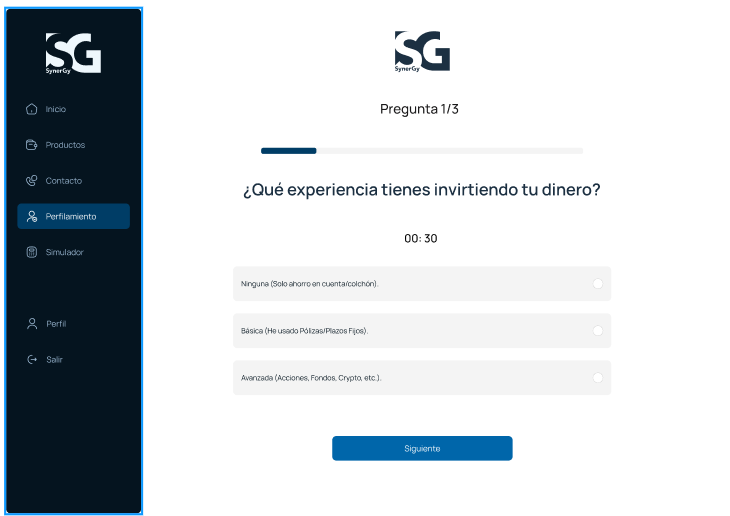 SG
SynerGy
Inicio
Productos
Contacto
Perfilamiento
Simulador
Perfil
Salir
SG
SynerGy
Pregunta 1/3
¿Qué experiencia tienes invirtiendo tu dinero?
00: 30
Ninguna (Solo ahorro en cuenta/colchón).
Básica (He usado Pólizas/Plazos Fijos).
Avanzada (Acciones, Fondos, Crypto, etc.).
Siguiente